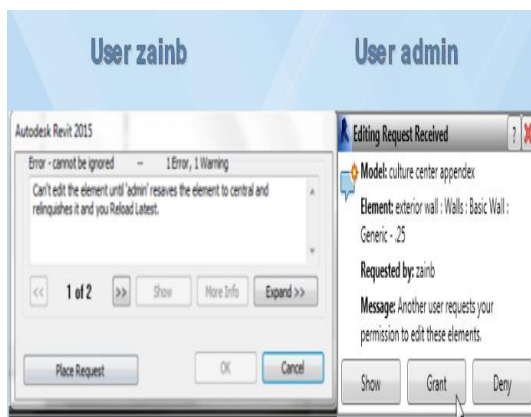 User zainb
User admin
Autodesk Revit 2015
Error - cannot be ignored -- 1 Error, 1 Warning
Can't edit the element until 'admin' resaves the element to central and
relinquishes it and you Reload Latest.
<< 1 of 2 >> Show More Info Expand >>
Place Request OK Cancel
Editing Request Received ? X
Model: culture center appendex
Element: exterior wall : Walls : Basic Wall :
Generic - .25
Requested by: zainb
Message: Another user requests your
permission to edit these elements.
Show Grant Deny